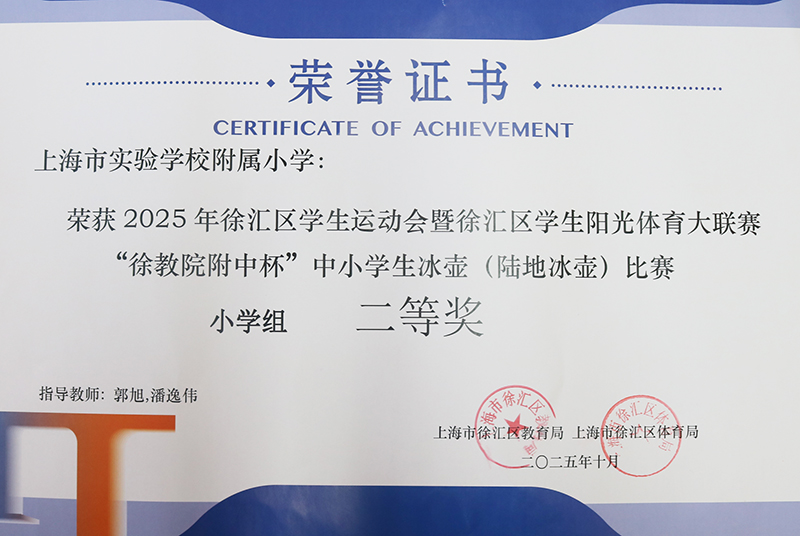 荣誉证书
CERTIFICATE OF ACHIEVEMENT
上海市实验学校附属小学：
荣获 2025 年徐汇区学生运动会暨徐汇区学生阳光体育大联赛
“徐教院附中杯”中小学生冰壶（陆地冰壶）比赛
小学组 二等奖
指导教师：郭旭,潘逸伟
上海市徐汇区教育局 上海市徐汇区体育局
二〇二五年十月